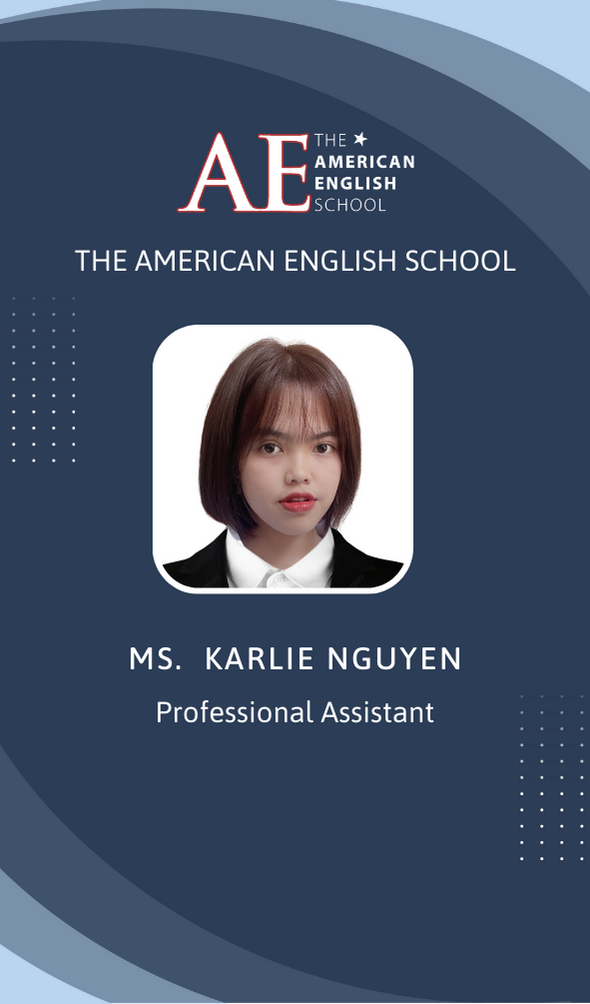 AE
THE
AMERICAN
ENGLISH
SCHOOL
THE AMERICAN ENGLISH SCHOOL
MS. KARLIE NGUYEN
Professional Assistant